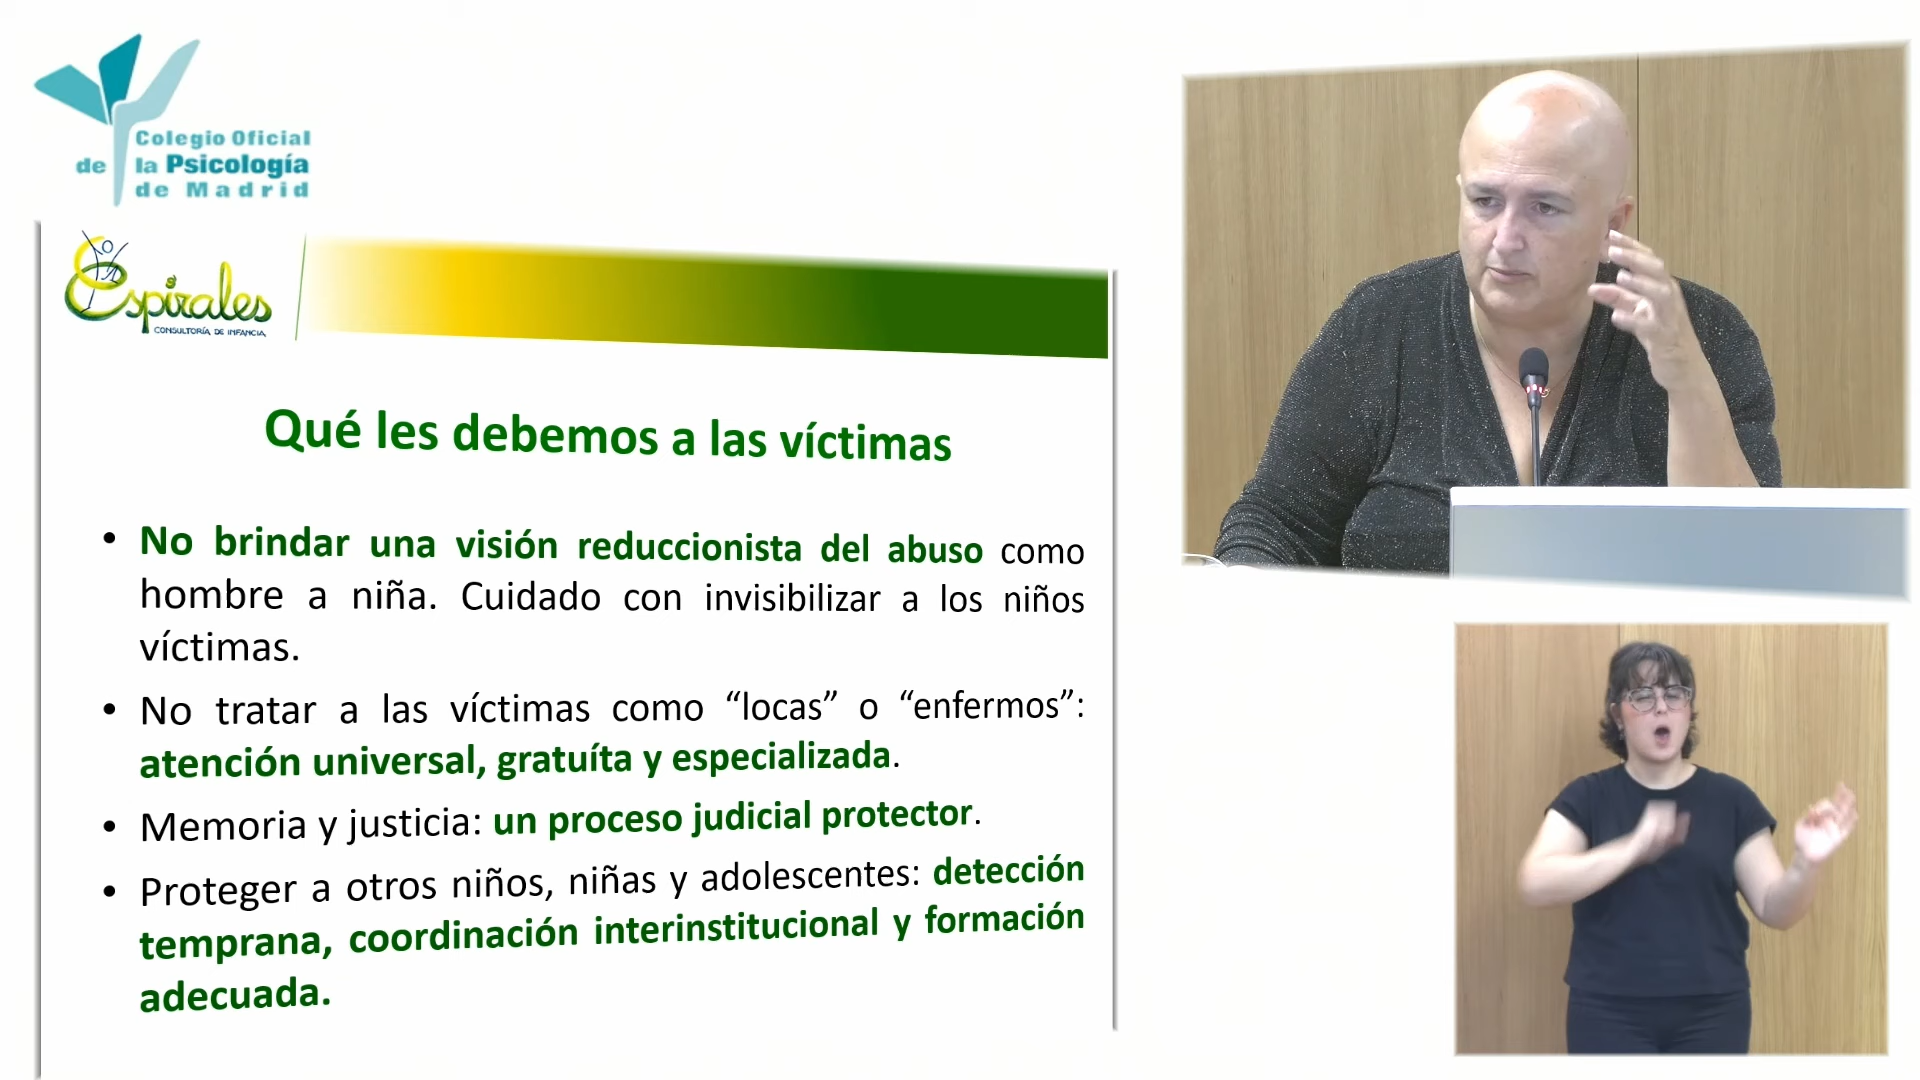 Colegio Oficial
de la Psicología
de Madrid
Espirales
CONSULTORÍA DE INFANCIA
Qué les debemos a las víctimas
• No brindar una visión reduccionista del abuso como
hombre a niña. Cuidado con invisibilizar a los niños
víctimas.
• No tratar a las víctimas como “locas” o “enfermos”:
atención universal, gratuíta y especializada.
• Memoria y justicia: un proceso judicial protector.
• Proteger a otros niños, niñas y adolescentes: detección
temprana, coordinación interinstitucional y formación
adecuada.